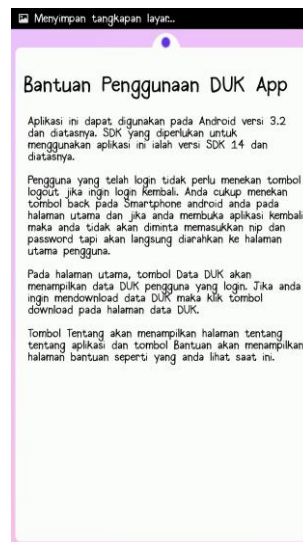 Menyimpan tangkapan layar...
Bantuan Penggunaan DUK App
Aplikasi ini dapat digunakan pada Android versi 3.2
dan diatasnya. SDK yang diperlukan untuk
menggunakan aplikasi ini ialah versi SDK 14 dan
diatasnya.
Pengguna yang telah login tidak perlu menekan tombol
logout jika ingin login kembali. Anda cukup menekan
tombol back pada Smartphone android anda pada
halaman utama dan jika anda membuka aplikasi kembali
maka anda tidak akan diminta memasukkan nip dan
password tapi akan langsung diarahkan ke halaman
utama pengguna.
Pada halaman utama, tombol Data DUK akan
menampilkan data DUK pengguna yang login. Jika anda
ingin mendownload data DUK maka klik tombol
download pada halaman data DUK.
Tombol Tentang akan menampilkan halaman tentang
tentang aplikasi dan tombol Bantuan akan menampilkan
halaman bantuan seperti yang anda lihat saat ini.